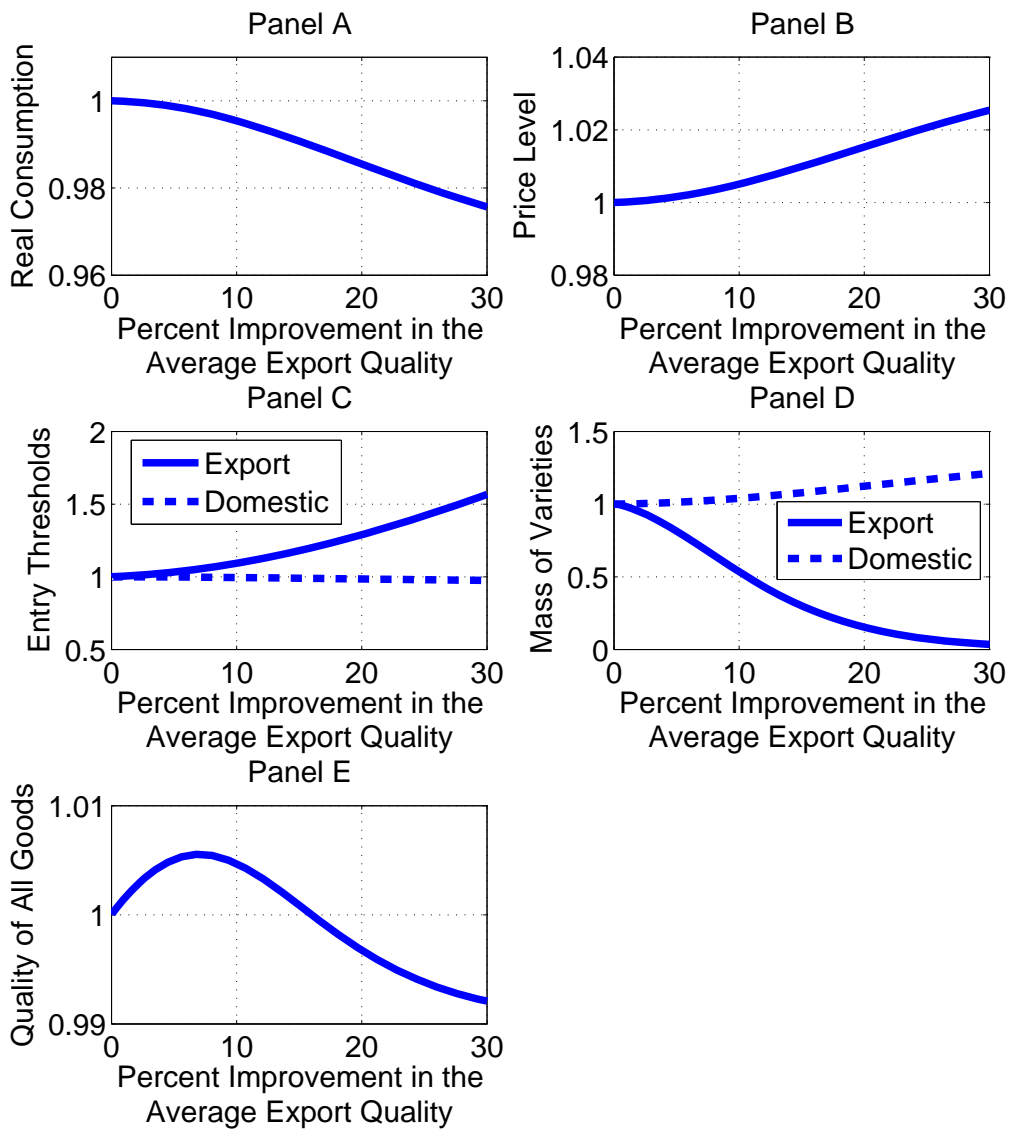 Panel A
Real Consumption
1
0.98
0.96
0
10
20
30
Percent Improvement in the
Average Export Quality
Panel B
Price Level
1.04
1.02
1
0.98
0
10
20
30
Percent Improvement in the
Average Export Quality
Panel C
Entry Thresholds
2
1.5
1
0.5
Export
Domestic
0
10
20
30
Percent Improvement in the
Average Export Quality
Panel D
Mass of Varieties
1.5
1
0.5
0
Export
Domestic
0
10
20
30
Percent Improvement in the
Average Export Quality
Panel E
Quality of All Goods
1.01
1
0.99
0
10
20
30
Percent Improvement in the
Average Export Quality